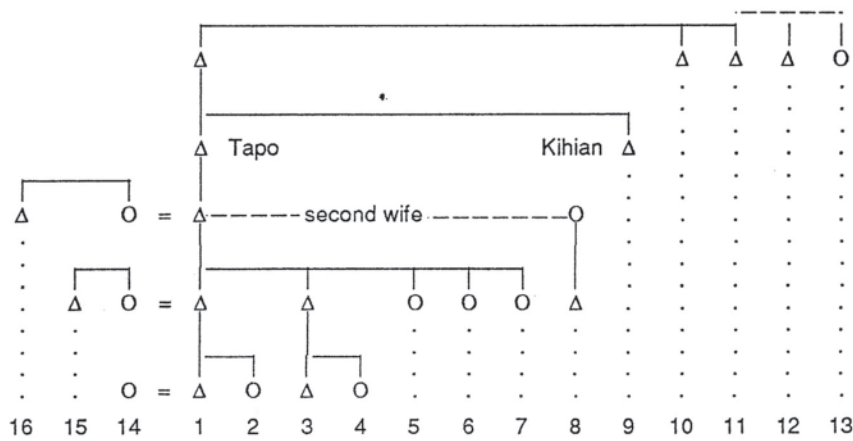 Tapo Kihian
O = second wife O
O = O O O
O = O O
16 15 14 1 2 3 4 5 6 7 8 9 10 11 12 13